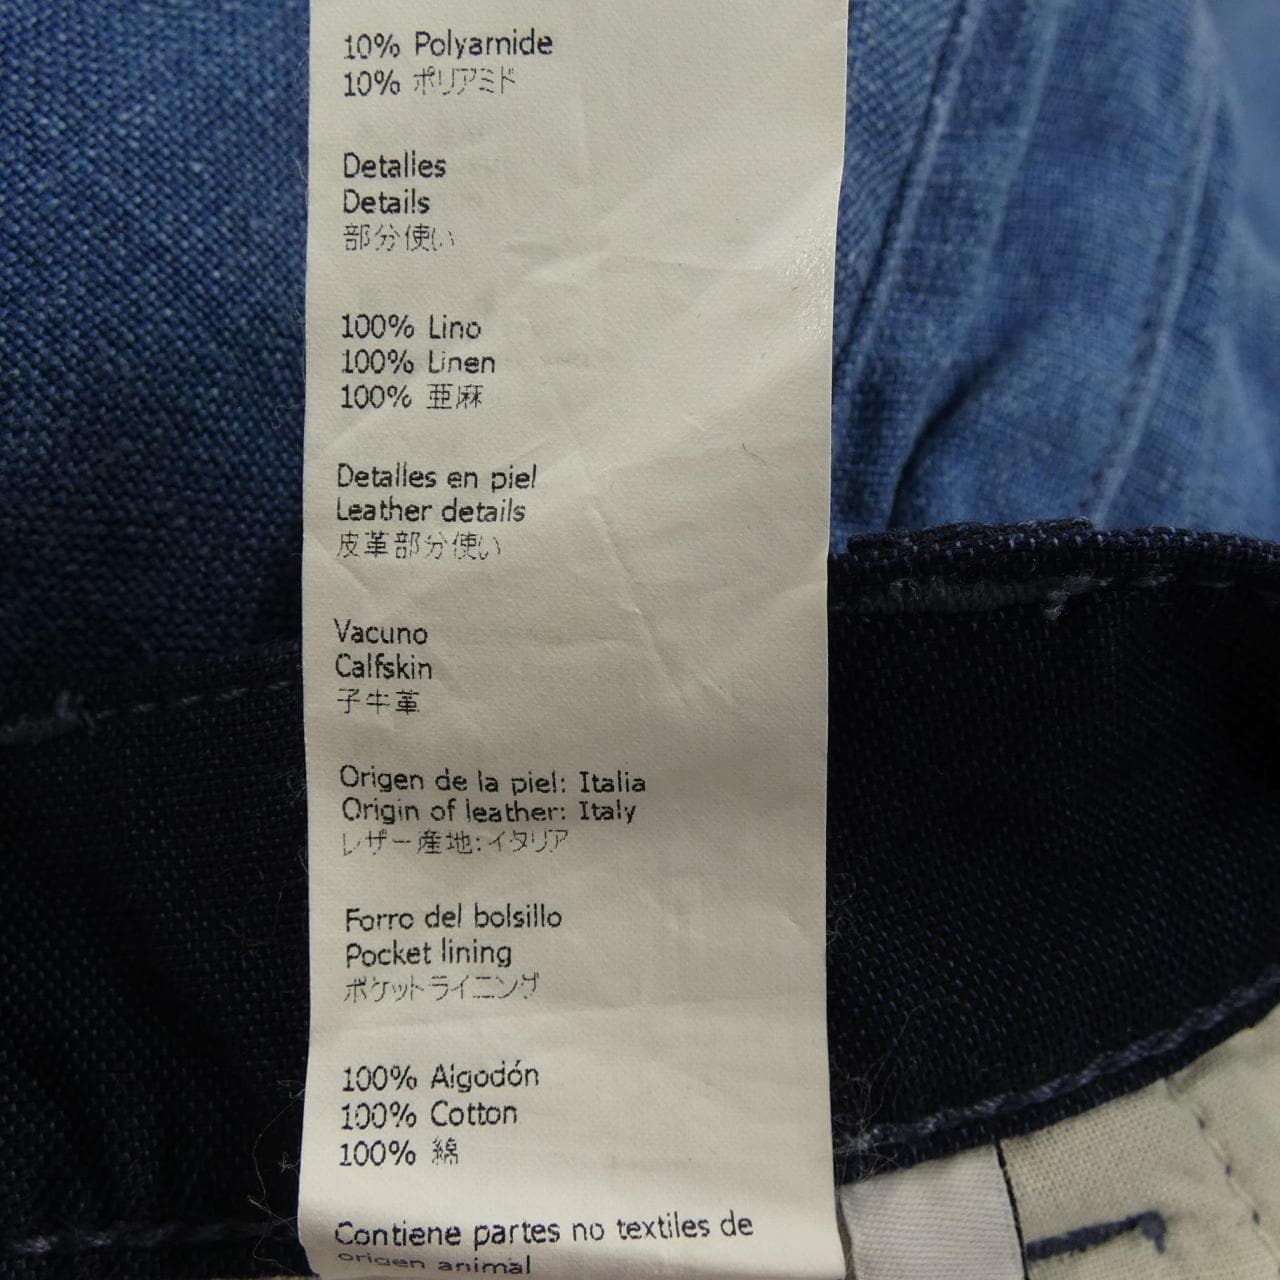 10% Polyamide
10% ポリアミド
Detalles
Details
部分使い
100% Lino
100% Linen
100% 亜麻
Detalles en piel
Leather details
皮革部分使い
Vacuno
Calfskin
子牛革
Origen de la piel: Italia
Origin of leather: Italy
レザー産地:イタリア
Forro del bolsillo
Pocket lining
ポケットライニング
100% Algodón
100% Cotton
100% 綿
Contiene partes no textiles de
origen animal